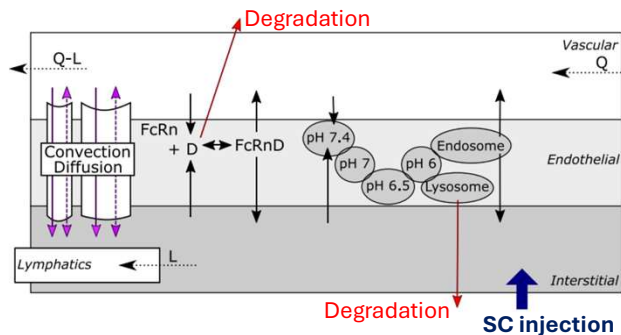 Degradation
Vascular
Q-L
Q
FcRn
+ D
FcRnD
pH 7.4
pH 7
pH 6.5
pH 6
Endosome
Lysosome
Endothelial
Convection
Diffusion
Lymphatics
L
Interstitial
Degradation
SC injection